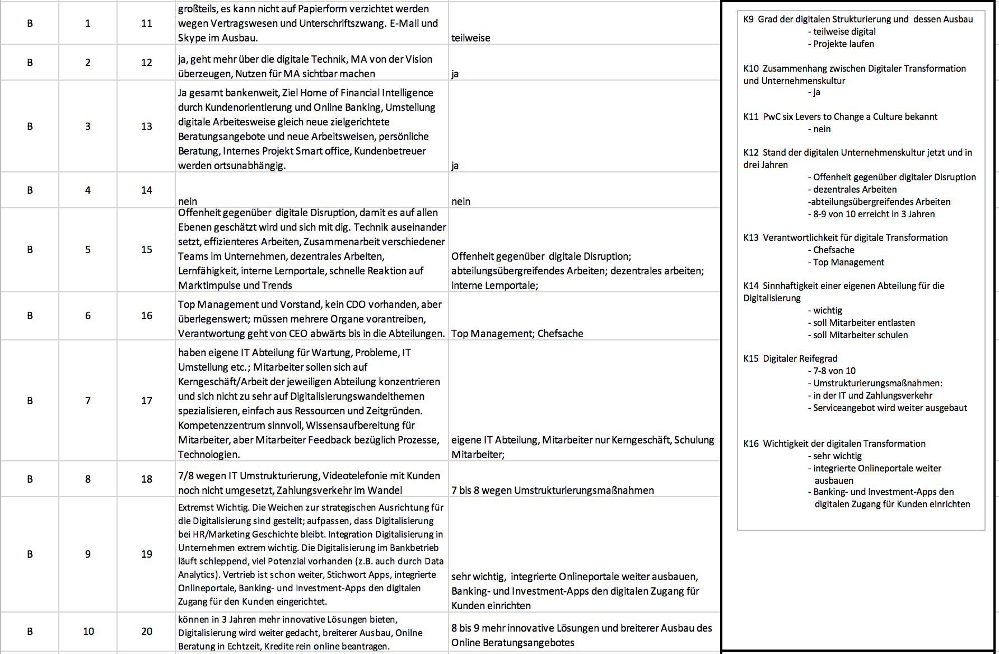 großteils, es kann nicht auf Papierform verzichtet werden
B 1 11 wegen Vertragswesen und Unterschriftszwang. E-Mail und
Skype im Ausbau. teilweise
ja, geht mehr über die digitale Technik, MA von der Vision
B 2 12
überzeugen, Nutzen für MA sichtbar machen ja
Ja gesamt bankenweit, Ziel Home of Financial Intelligence
durch Kundenorientierung und Online Banking, Umstellung
digitale Arbeitesweise gleich neue zielgerichtete
B 3 13
Beratungsangebote und neue Arbeitsweisen, persönliche
Beratung, Internes Projekt Smart office, Kundenbetreuer
werden ortsunabhängig. ja
B 4 14
nein nein
Offenheit gegenüber  digitale Disruption, damit es auf allen
Ebenen geschätzt wird und sich mit dig. Technik auseinander
setzt, effizienteres Arbeiten, Zusammenarbeit verschiedener
B 5 15
Teams im Unternehmen, dezentrales Arbeiten, Offenheit gegenüber  digitale Disruption;
Lernfähigkeit, interne Lernportale, schnelle Reaktion auf abteilungsübergreifendes Arbeiten; dezentrales arbeiten;
Marktimpulse und Trends interne Lernportale;
Top Management und Vorstand, kein CDO vorhanden, aber
B 6 16 überlegenswert; müssen mehrere Organe vorantreiben,
Verantwortung geht von CEO abwärts bis in die Abteilungen. Top Management; Chefsache
haben eigene IT Abteilung für Wartung, Probleme, IT
Umstellung etc.; Mitarbeiter sollen sich auf
Kerngeschäft/Arbeit der jeweiligen Abteilung konzentrieren
B 7 17 und sich nicht zu sehr auf Digitalisierungswandelthemen
spezialisieren, einfach aus Ressourcen und Zeitgründen.
Kompetenzzentrum sinnvoll, Wissensaufbereitung für
Mitarbeiter, aber Mitarbeiter Feedback bezüglich Prozesse, eigene IT Abteilung, Mitarbeiter nur Kerngeschäft, Schulung
Technologien. Mitarbeiter;
B 8 18 7/8 wegen IT Umstrukturierung, Videotelefonie mit Kunden
noch nicht umgesetzt, Zahlungsverkehr im Wandel 7 bis 8 wegen Umstrukturierungsmaßnahmen
Extremst Wichtig. Die Weichen zur strategischen Ausrichtung für
die Digitalisierung sind gestellt; aufpassen, dass Digitalisierung
bei HR/Marketing Geschichte bleibt. Integration Digitalisierung in
Unternehmen extrem wichtig. Die Digitalisierung im Bankbetrieb
B 9 19
läuft schleppend, viel Potenzial vorhanden (z.B. auch durch Data
Analytics). Vertrieb ist schon weiter, Stichwort Apps, integrierte sehr wichtig,  integrierte Onlineportale weiter ausbauen,
Onlineportale, Banking- und Investment-Apps den digitalen Banking- und Investment-Apps den digitalen Zugang für
Zugang für den Kunden eingerichtet. Kunden einrichten
können in 3 Jahren mehr innovative Lösungen bieten,
B 10 20 Digitalisierung wird weiter gedacht, breiterer Ausbau, Onilne 8 bis 9 mehr innovative Lösungen und breiterer Ausbau des
Beratung in Echtzeit, Kredite rein online beantragen. Online Beratungsangebotes
K9  Grad der digitalen Strukturierung und  dessen Ausbau
- teilweise digital
- Projekte laufen
K10  Zusammenhang zwischen Digitaler Transformation
und Unternehmenskultur
- ja
K11  PwC six Levers to Change a Culture bekannt
- nein
K12  Stand der digitalen Unternehmenskultur jetzt und in
drei Jahren
- Offenheit gegenüber digitaler Disruption
- dezentrales Arbeiten
-abteilungsübergreifendes Arbeiten
- 8-9 von 10 erreicht in 3 Jahren
K13  Verantwortlichkeit für digitale Transformation
- Chefsache
- Top Management
K14  Sinnhaftigkeit einer eigenen Abteilung für die
Digitalisierung
- wichtig
- soll Mitarbeiter entlasten
- soll Mitarbeiter schulen
K15  Digitaler Reifegrad
- 7-8 von 10
- Umstrukturierungsmaßnahmen:
- in der IT und Zahlungsverkehr
- Serviceangebot wird weiter ausgebaut
K16  Wichtigkeit der digitalen Transformation
- sehr wichtig
- integrierte Onlineportale weiter
ausbauen
- Banking- und Investment-Apps den
digitalen Zugang für Kunden einrichten